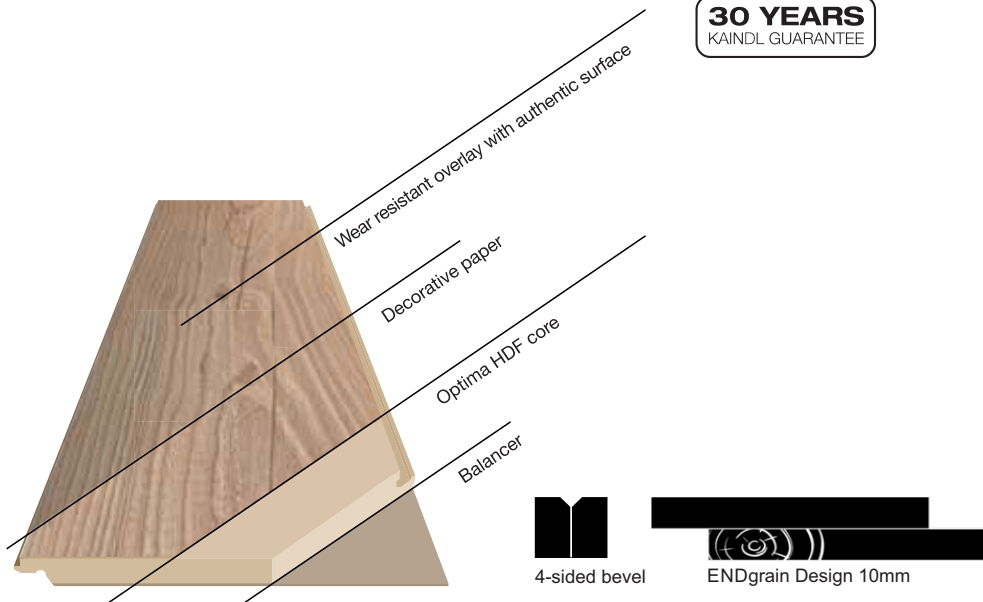 30 YEARS
KAINDL GUARANTEE
Wear resistant overlay with authentic surface
Decorative paper
Optima HDF core
Balancer
4-sided bevel
ENDgrain Design 10mm